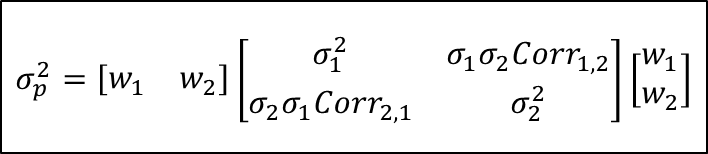 σ_p^2 = [w_1 w_2] [σ_1^2 σ_1σ_2Corr_{1,2}; σ_2σ_1Corr_{2,1} σ_2^2] [w_1; w_2]